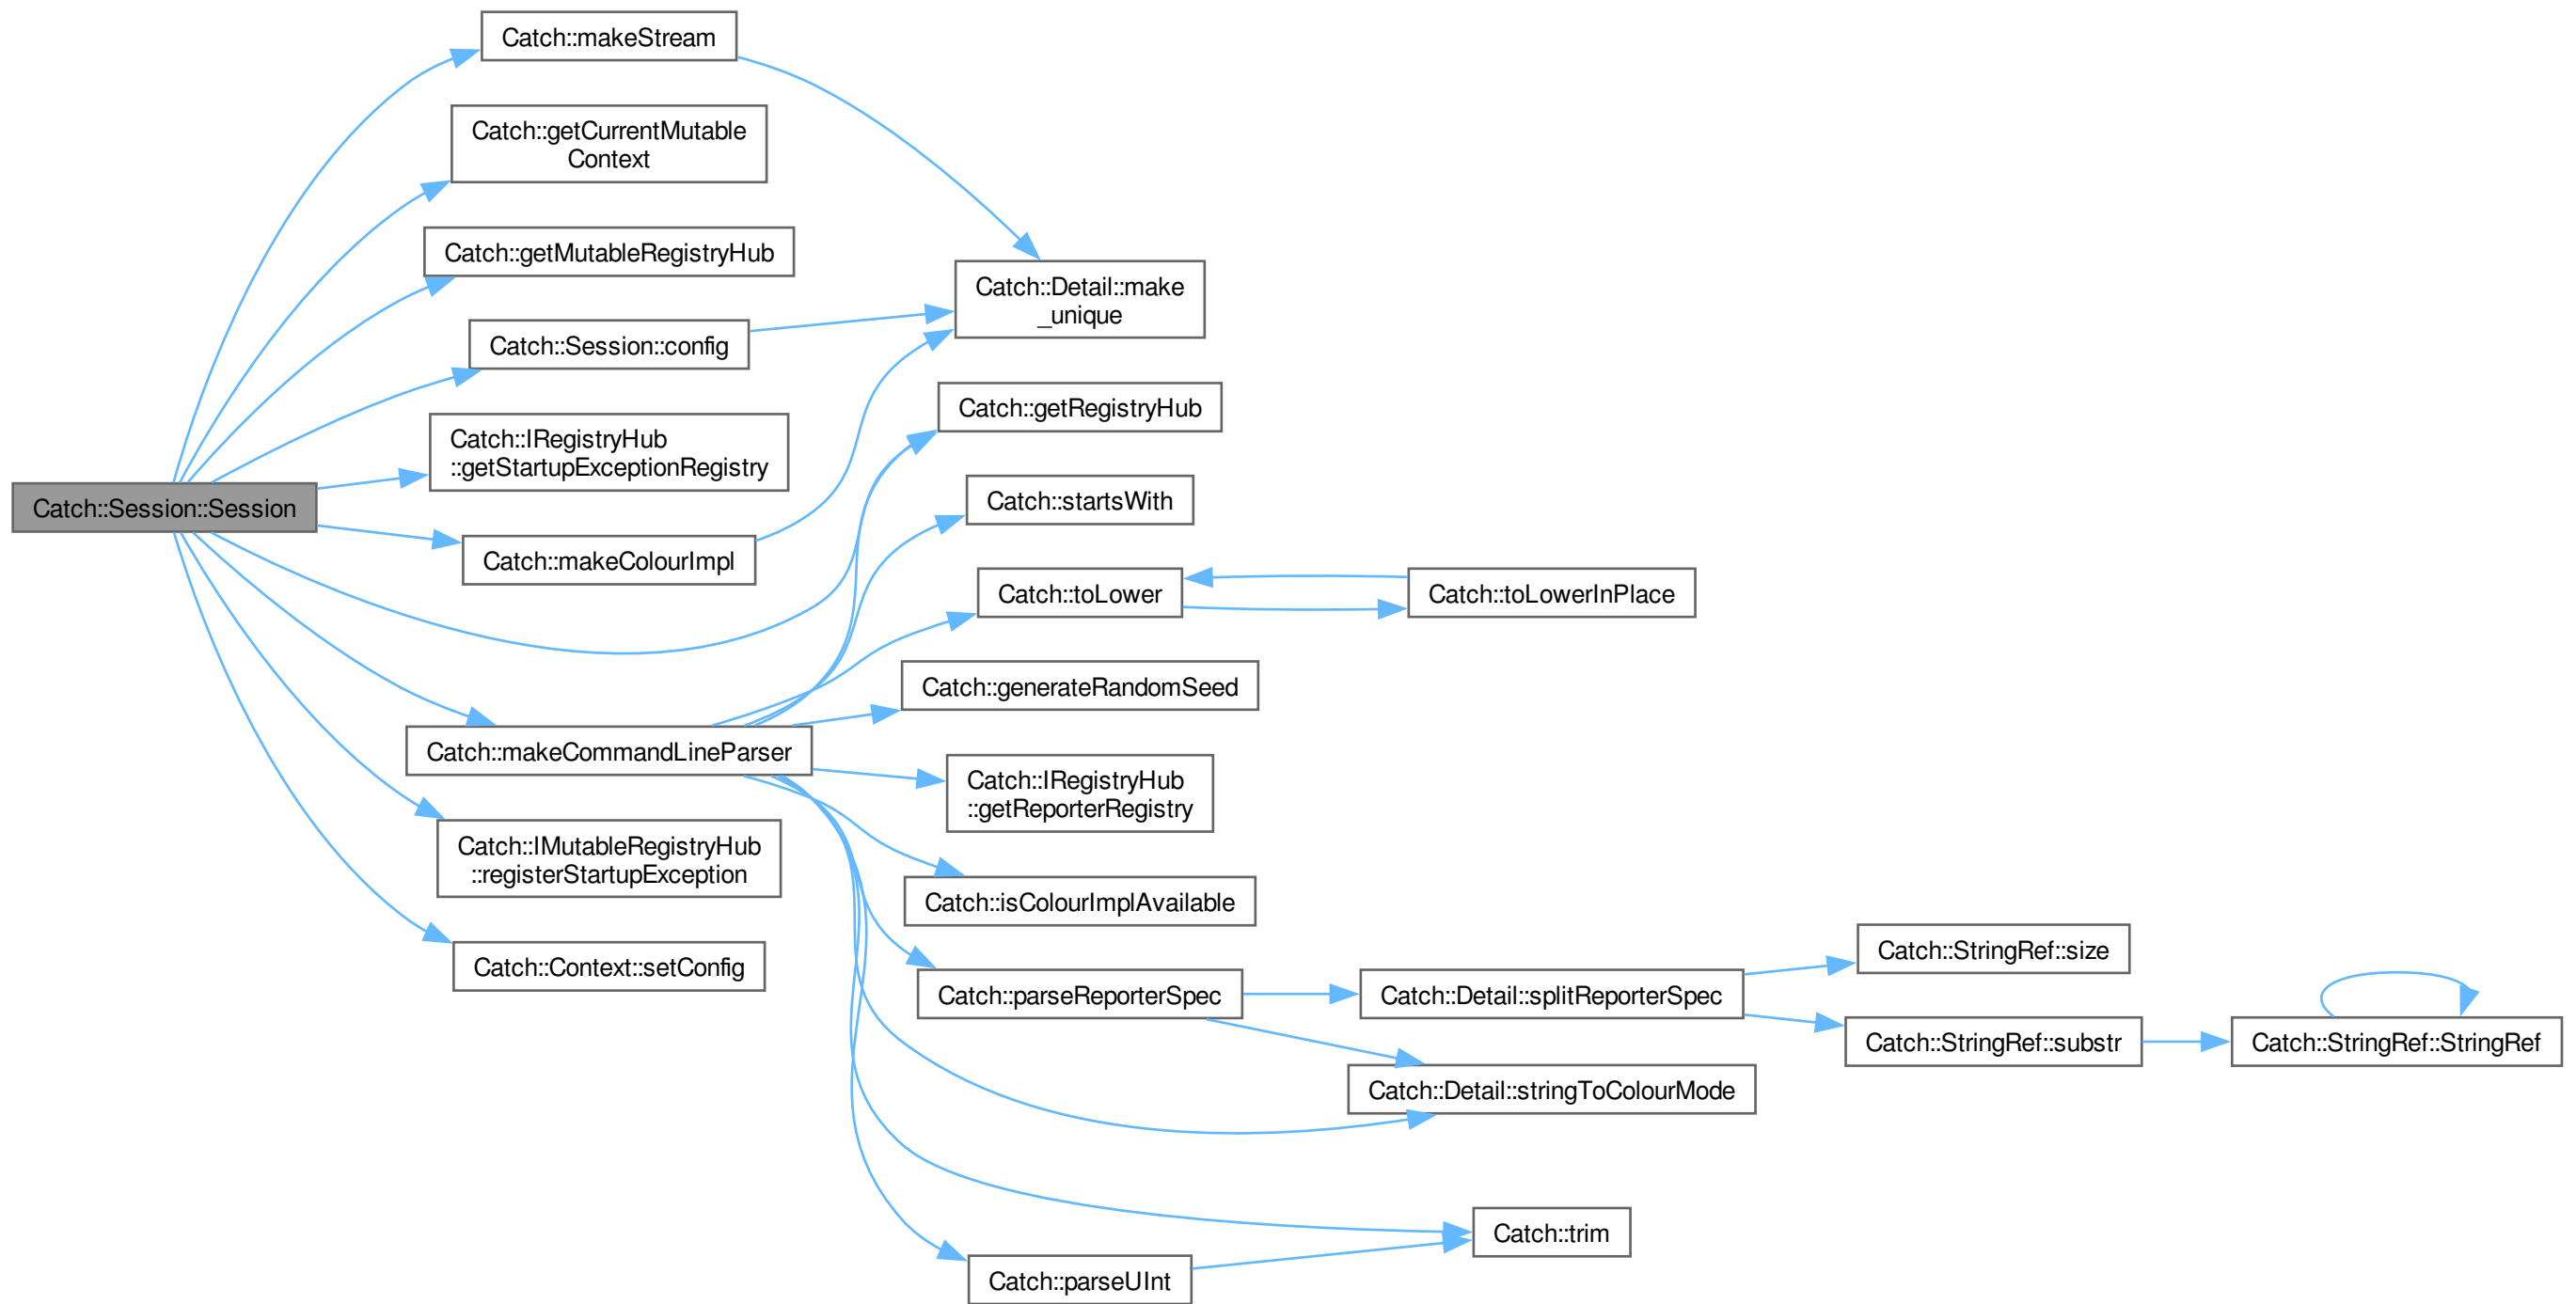 Catch::makeStream
Catch::getCurrentMutable
Context
Catch::getMutableRegistryHub
Catch::Session::config
Catch::IRegistryHub
::getStartupExceptionRegistry
Catch::Session::Session
Catch::makeColourImpl
Catch::makeCommandLineParser
Catch::IMutableRegistryHub
::registerStartupException
Catch::Context::setConfig
Catch::Detail::make
_unique
Catch::getRegistryHub
Catch::startsWith
Catch::toLower
Catch::toLowerInPlace
Catch::generateRandomSeed
Catch::IRegistryHub
::getReporterRegistry
Catch::isColourImplAvailable
Catch::parseReporterSpec
Catch::Detail::splitReporterSpec
Catch::StringRef::size
Catch::StringRef::substr
Catch::StringRef::StringRef
Catch::Detail::stringToColourMode
Catch::trim
Catch::parseUInt